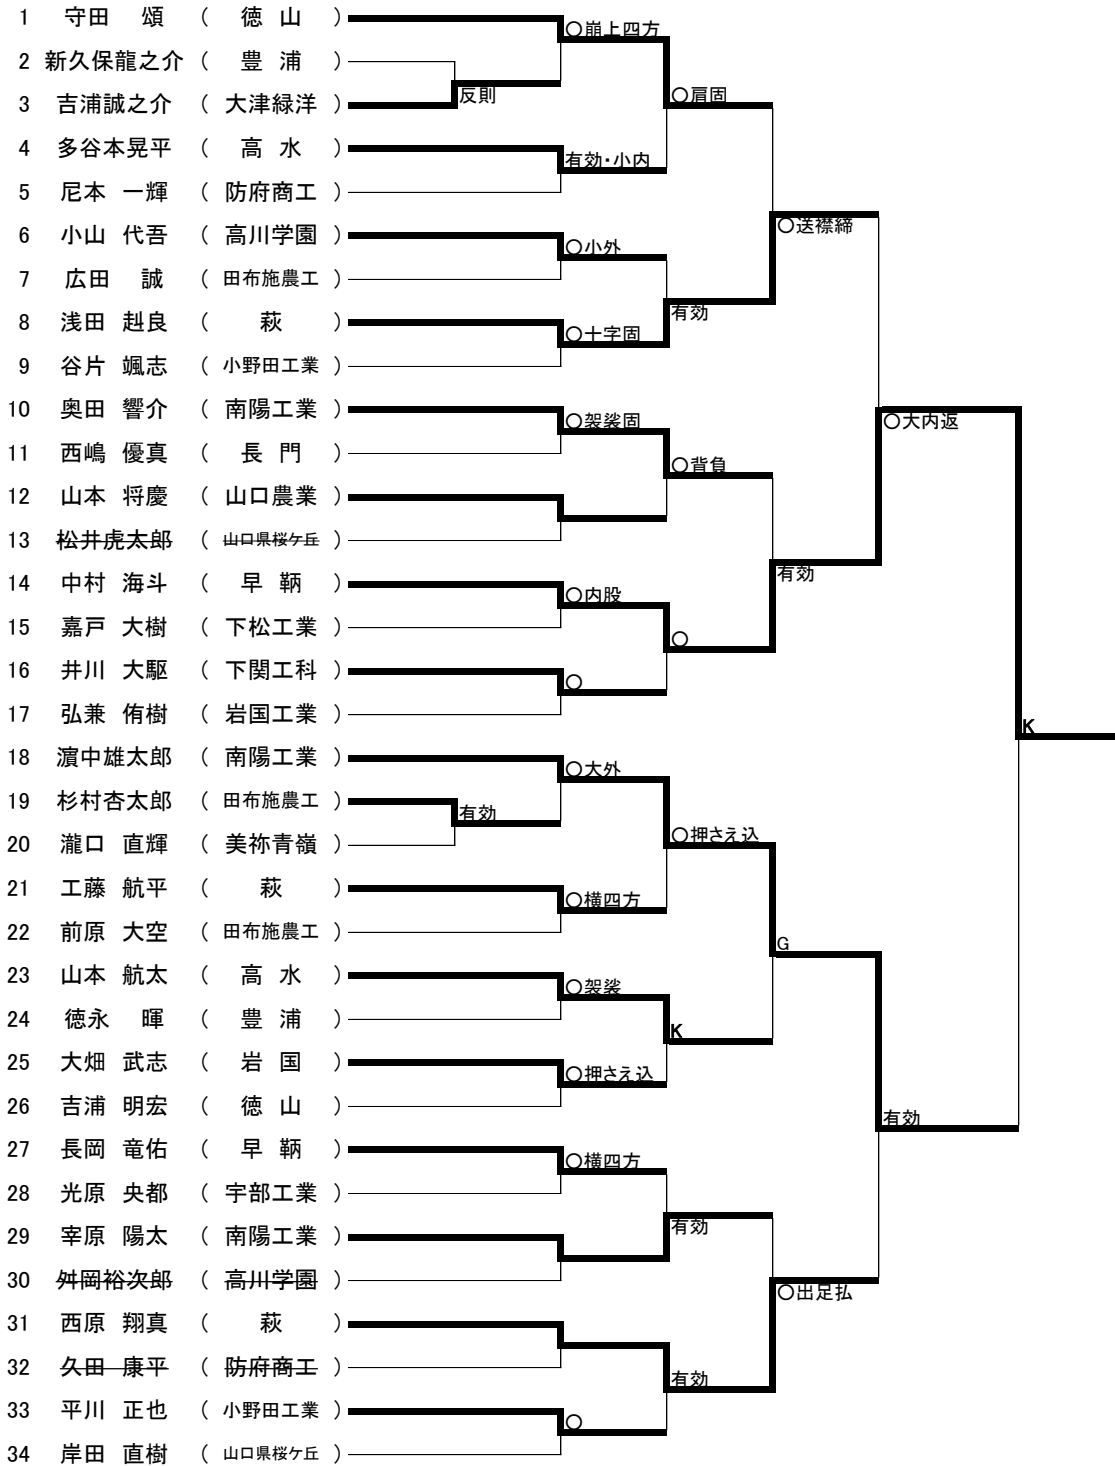 1 守田 頌 ( 徳 山 )
○崩上四方
2 新久保龍之介 ( 豊 浦 )
反則
○肩固
3 吉浦誠之介 ( 大津緑洋 )
4 多谷本晃平 ( 高 水 )
有効・小内
5 尼本 一輝 ( 防府商工 )
○送襟締
6 小山 代吾 ( 高川学園 )
○小外
7 広田 誠 ( 田布施農工 )
有効
8 浅田 赳良 ( 萩 )
○十字固
9 谷片 颯志 ( 小野田工業 )
10 奥田 響介 ( 南陽工業 )
○袈裟固
○大内返
11 西嶋 優真 ( 長 門 )
○背負
12 山本 将慶 ( 山口農業 )
13 松井虎太郎 ( 山口県桜ケ丘 )
有効
14 中村 海斗 ( 早 鞆 )
○内股
15 嘉戸 大樹 ( 下松工業 )
○
16 井川 大駆 ( 下関工科 )
○
17 弘兼 侑樹 ( 岩国工業 )
K
18 濵中雄太郎 ( 南陽工業 )
○大外
19 杉村杏太郎 ( 田布施農工 )
有効
○押さえ込
20 瀧口 直輝 ( 美祢青嶺 )
21 工藤 航平 ( 萩 )
○横四方
22 前原 大空 ( 田布施農工 )
G
23 山本 航太 ( 高 水 )
○袈裟
24 徳永 暉 ( 豊 浦 )
K
25 大畑 武志 ( 岩 国 )
○押さえ込
26 吉浦 明宏 ( 徳 山 )
有効
27 長岡 竜佑 ( 早 鞆 )
○横四方
28 光原 央都 ( 宇部工業 )
有効
29 宰原 陽太 ( 南陽工業 )
30 舛岡裕次郎 ( 高川学園 )
○出足払
31 西原 翔真 ( 萩 )
32 久田 康平 ( 防府商工 )
有効
33 平川 正也 ( 小野田工業 )
○
34 岸田 直樹 ( 山口県桜ケ丘 )